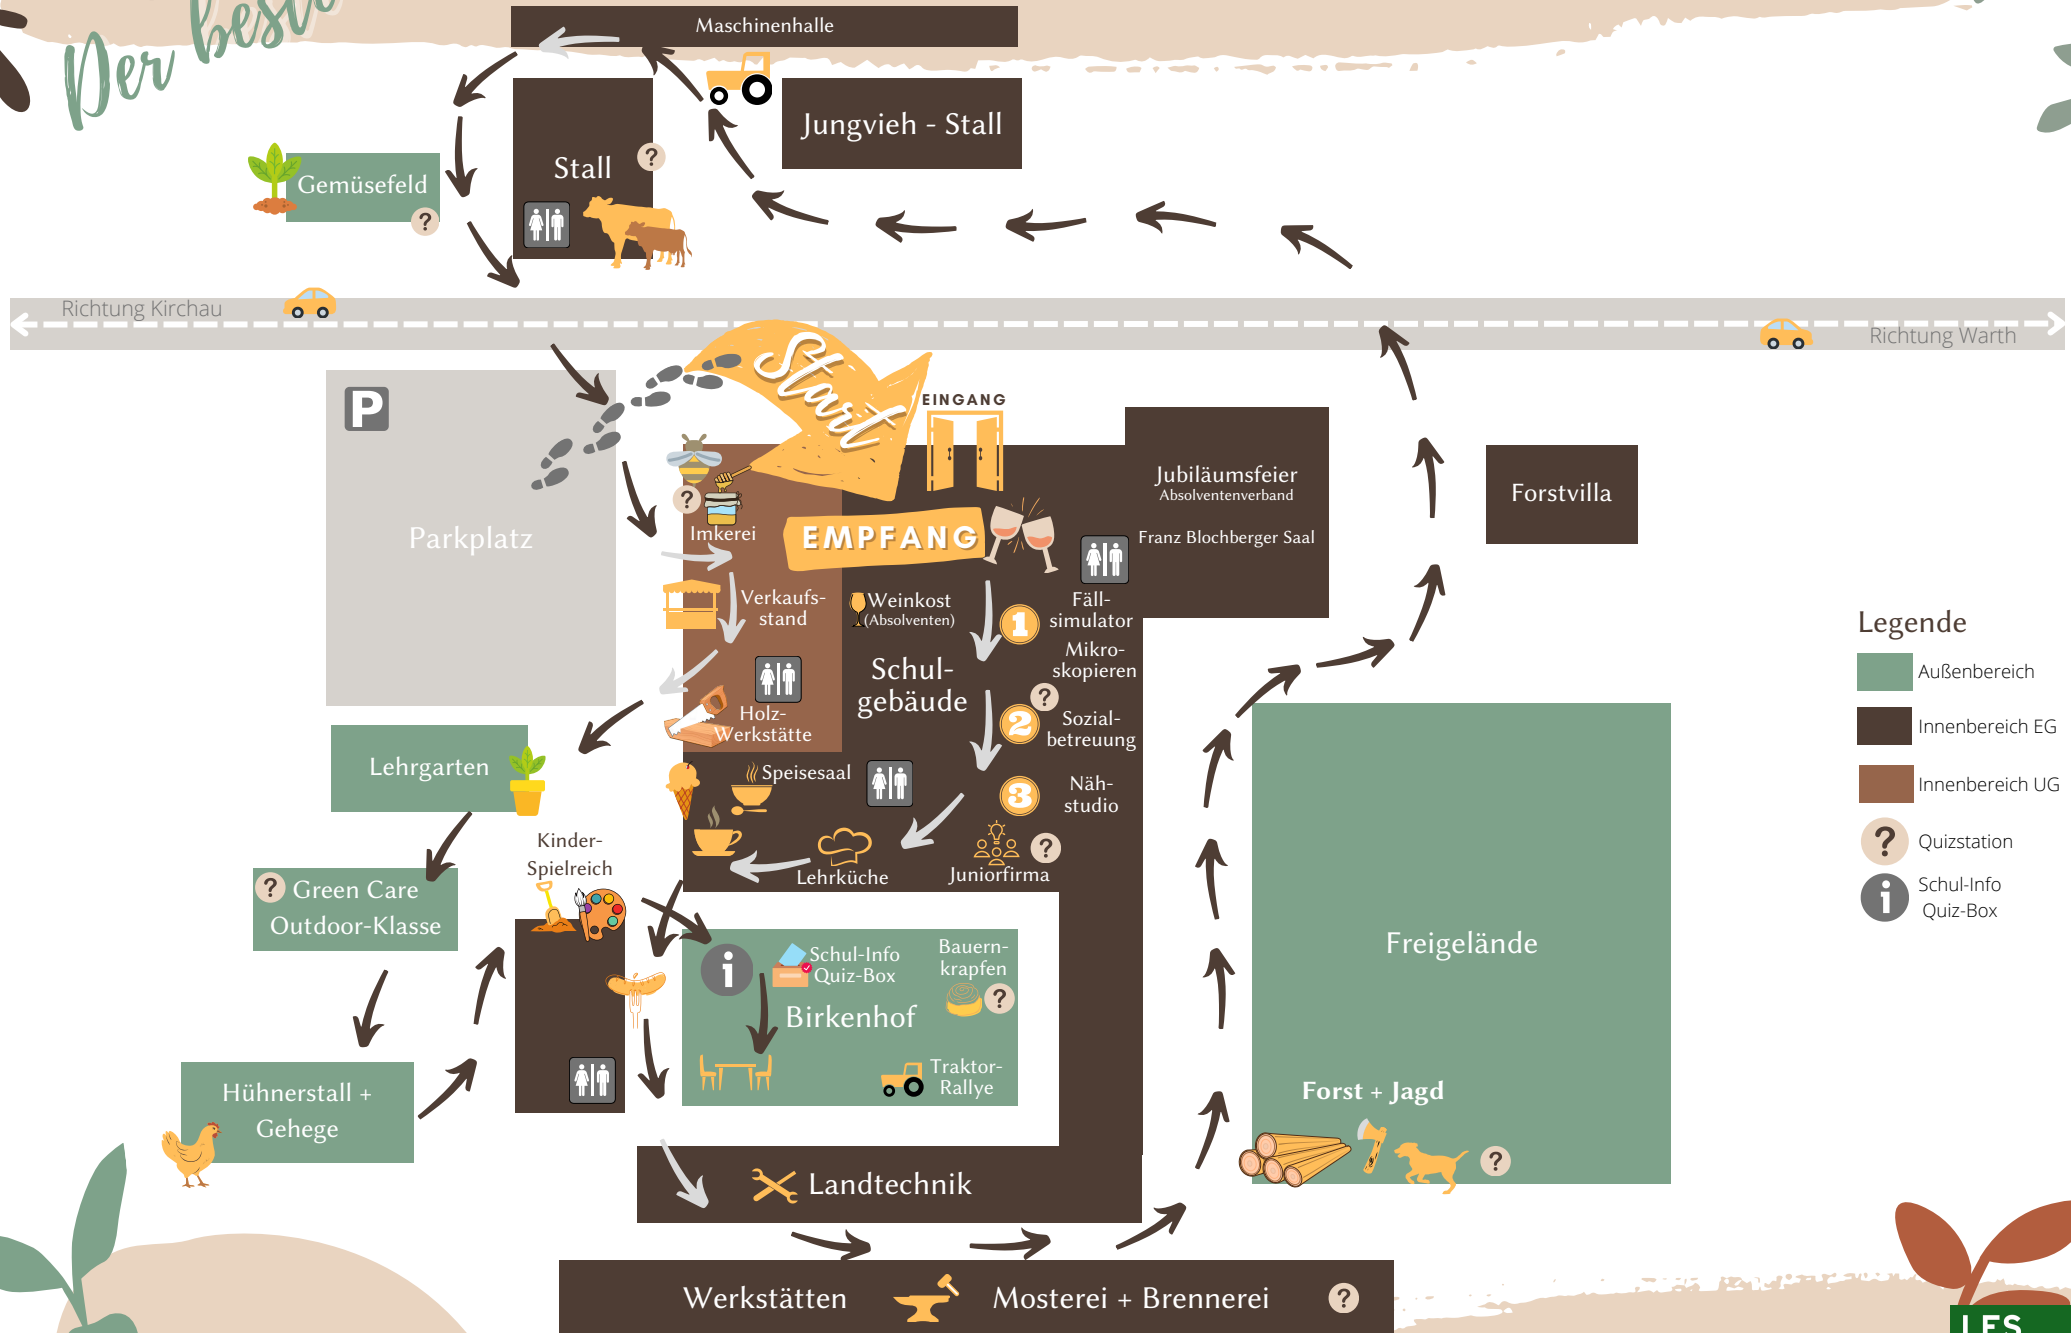 Der beste
Maschinenhalle
Jungvieh - Stall
Stall
?
Gemüsefeld
?
Richtung Kirchau
Richtung Warth
Start
EINGANG
P
Parkplatz
?
Imkerei
EMPFANG
Jubiläumsfeier
Absolventenverband
Franz Blochberger Saal
Forstvilla
Verkaufs-
stand
Weinkost
(Absolventen)
1
Fäll-
simulator
Mikro-
skopieren
Schul-
gebäude
?
2
Sozial-
betreuung
Holz-
Werkstätte
Speisesaal
3
Näh-
studio
Lehrküche
Juniorfirma
?
Lehrgarten
Kinder-
Spielreich
? Green Care
Outdoor-Klasse
Hühnerstall +
Gehege
i
Schul-Info
Quiz-Box
Bauern-
krapfen
?
Birkenhof
Traktor-
Rallye
Landtechnik
Werkstätten
Mosterei + Brennerei
?
Freigelände
Forst + Jagd
?
Legende
Außenbereich
Innenbereich EG
Innenbereich UG
? Quizstation
i Schul-Info
Quiz-Box
LFS